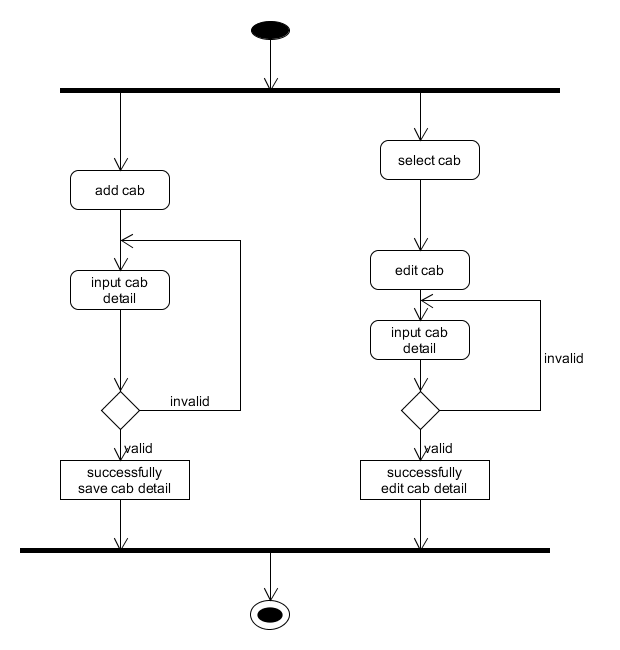 select cab
add cab
edit cab
input cab
detail
input cab
detail
invalid
invalid
valid
valid
successfully
save cab detail
successfully
edit cab detail